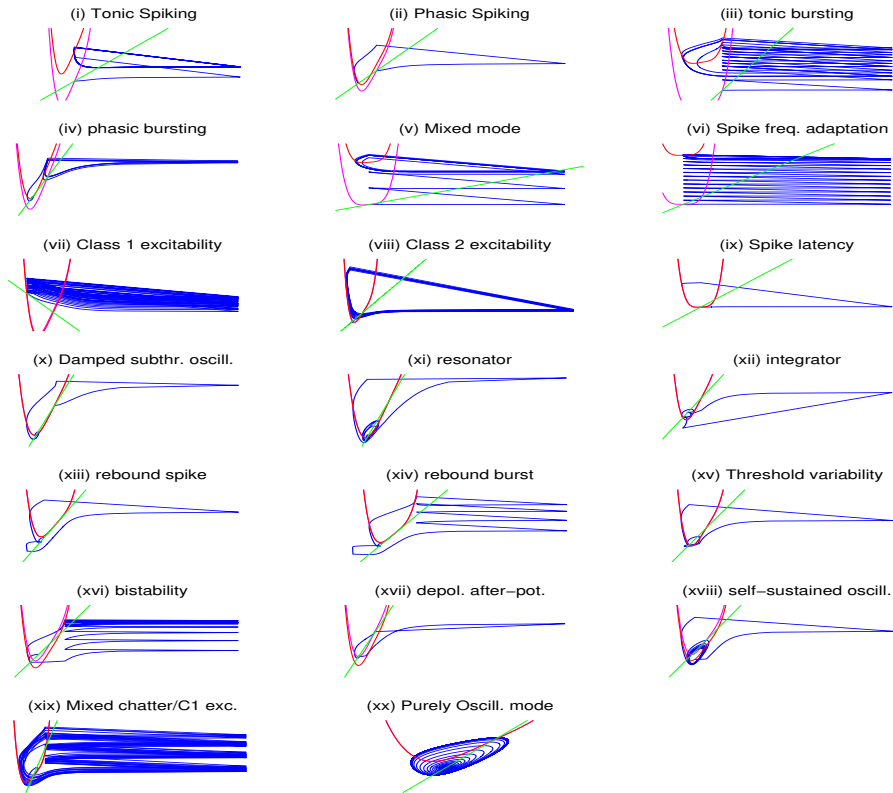 (i) Tonic Spiking
(ii) Phasic Spiking
(iii) tonic bursting
(iv) phasic bursting
(v) Mixed mode
(vi) Spike freq. adaptation
(vii) Class 1 excitability
(viii) Class 2 excitability
(ix) Spike latency
(x) Damped subthr. oscill.
(xi) resonator
(xii) integrator
(xiii) rebound spike
(xiv) rebound burst
(xv) Threshold variability
(xvi) bistability
(xvii) depol. after−pot.
(xviii) self−sustained oscill.
(xix) Mixed chatter/C1 exc.
(xx) Purely Oscill. mode